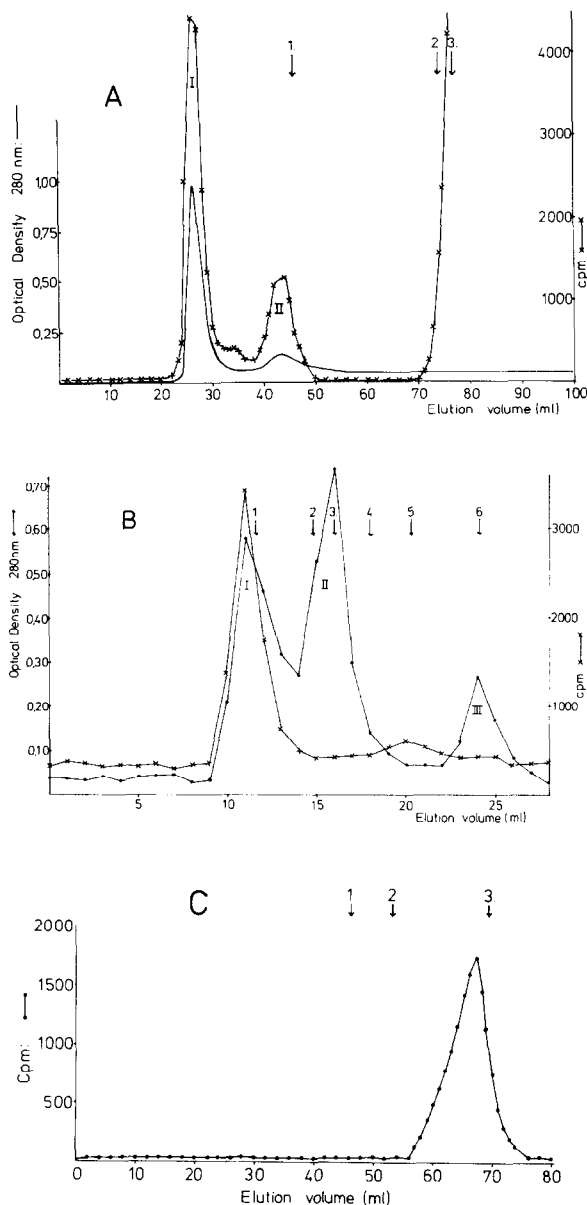 A
1.
2
3.
I
II
Optical Density 280 nm:
1,00
0,75
0,50
0,25
4000
3000
2000
1000
cpm:
10 20 30 40 50 60 70 80 90 100
Elution volume (ml)
B
1 2 3 4 5 6
I
II
III
Optical Density 280nm
0,70
0,60
0,50
0,40
0,30
0,20
0,10
3000
2000
1000
cpm
5 10 15 20 25
Elution volume (ml)
C
1 2 3
Cpm:
2000
1500
1000
500
0 10 20 30 40 50 60 70 80
Elution volume (ml)